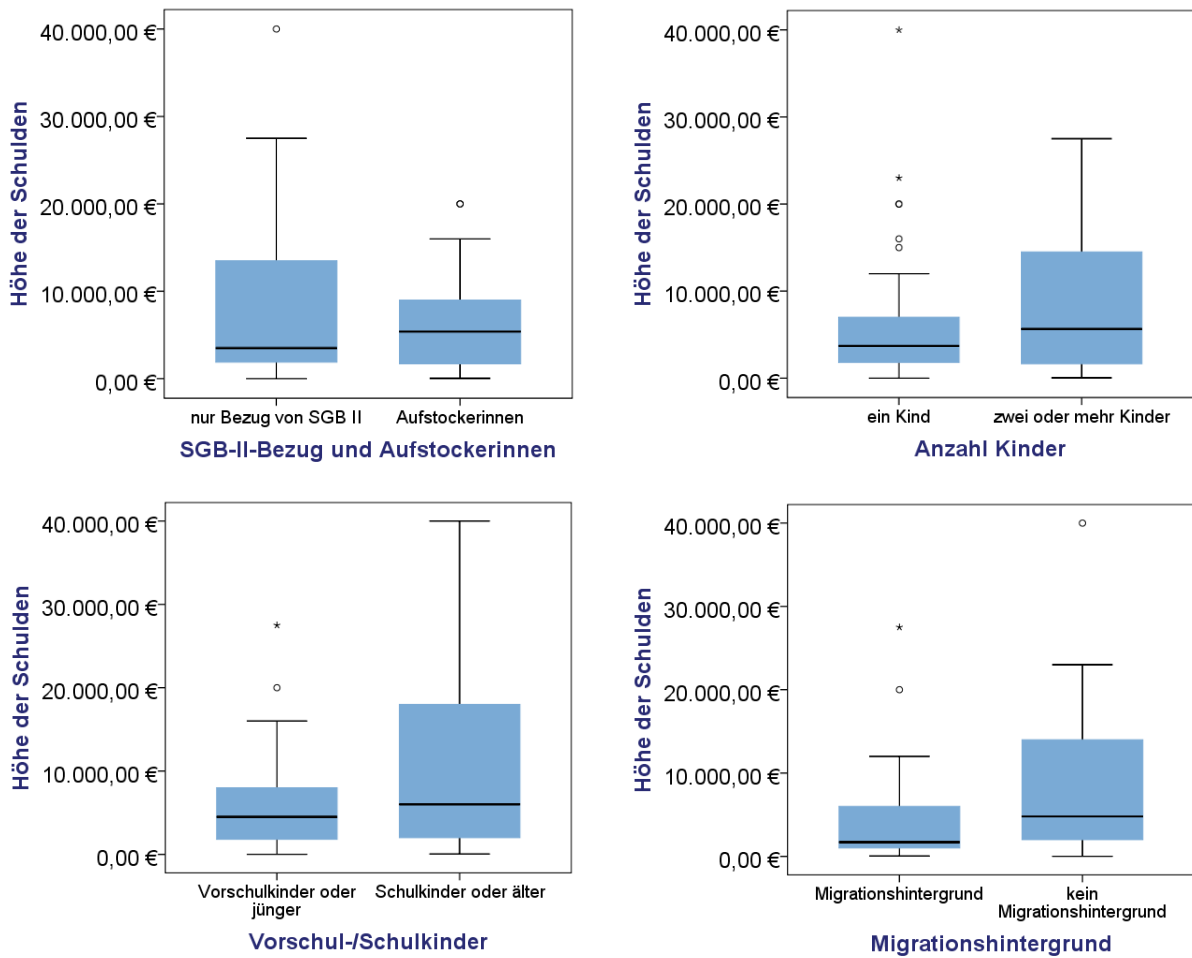 Höhe der Schulden
40.000,00 €
30.000,00 €
20.000,00 €
10.000,00 €
0,00 €
nur Bezug von SGB II
Aufstockerinnen
SGB-II-Bezug und Aufstockerinnen
Höhe der Schulden
40.000,00 €
30.000,00 €
20.000,00 €
10.000,00 €
0,00 €
ein Kind
zwei oder mehr Kinder
Anzahl Kinder
Höhe der Schulden
40.000,00 €
30.000,00 €
20.000,00 €
10.000,00 €
0,00 €
Vorschulkinder oder
jünger
Schulkinder oder älter
Vorschul-/Schulkinder
Höhe der Schulden
40.000,00 €
30.000,00 €
20.000,00 €
10.000,00 €
0,00 €
Migrationshintergrund
kein
Migrationshintergrund
Migrationshintergrund